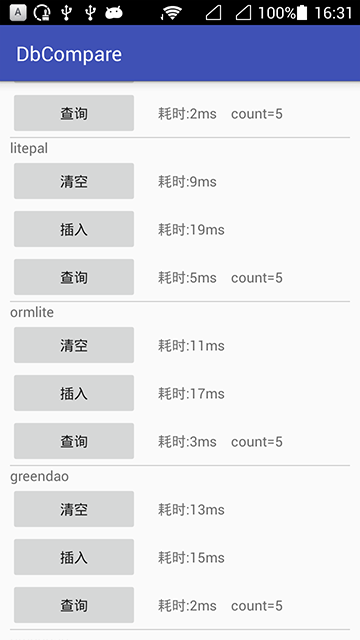 A 100% 16:31
DbCompare
查询 耗时:2ms count=5
litepal
清空 耗时:9ms
插入 耗时:19ms
查询 耗时:5ms count=5
ormlite
清空 耗时:11ms
插入 耗时:17ms
查询 耗时:3ms count=5
greendao
清空 耗时:13ms
插入 耗时:15ms
查询 耗时:2ms count=5